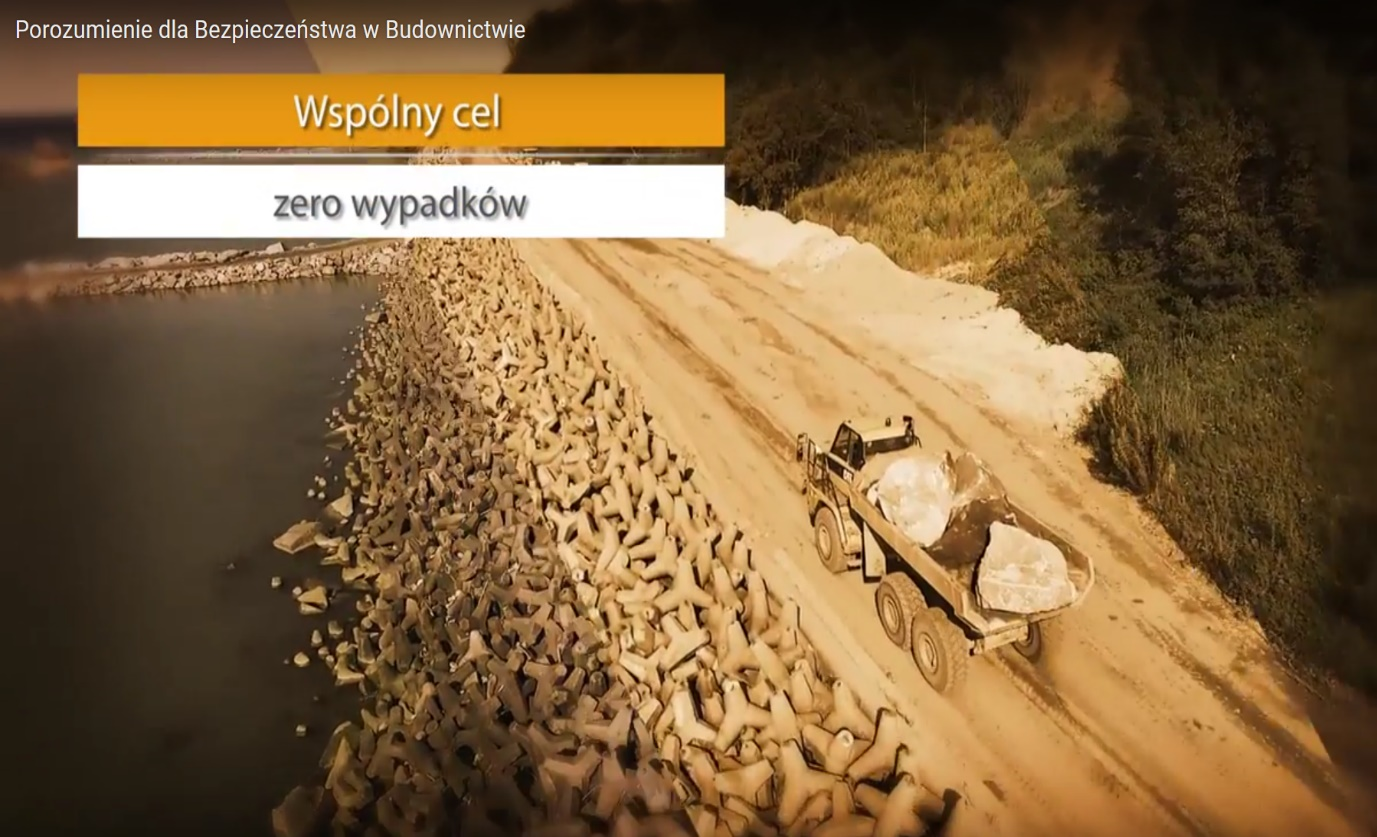 Porozumienie dla Bezpieczeństwa w Budownictwie
Wspólny cel
zero wypadków